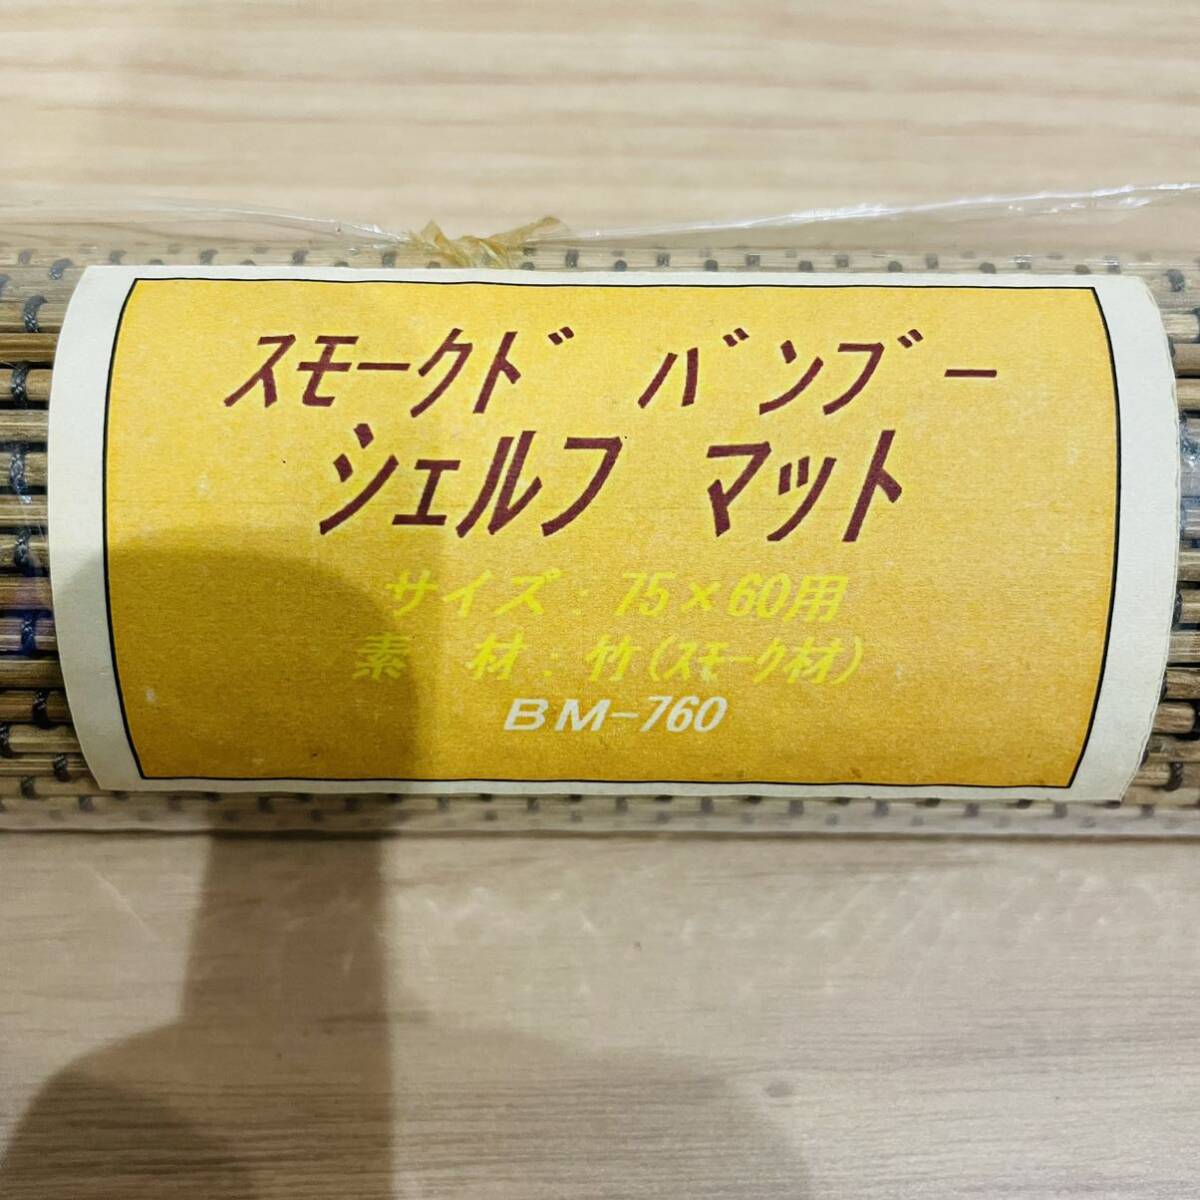 スモークド バンブー
シェルフ マット
サイズ：75×60用
素　材：竹（スモーク材）
BM-760